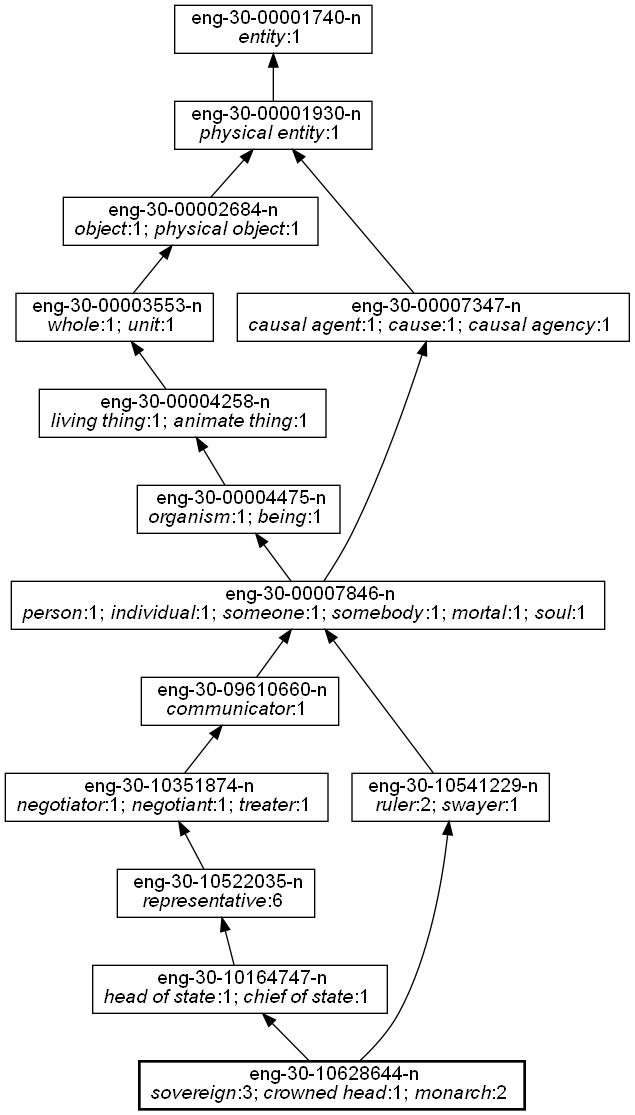 eng-30-00001740-n
entity:1
eng-30-00001930-n
physical entity:1
eng-30-00002684-n
object:1; physical object:1
eng-30-00003553-n
whole:1; unit:1
eng-30-00007347-n
causal agent:1; cause:1; causal agency:1
eng-30-00004258-n
living thing:1; animate thing:1
eng-30-00004475-n
organism:1; being:1
eng-30-00007846-n
person:1; individual:1; someone:1; somebody:1; mortal:1; soul:1
eng-30-09610660-n
communicator:1
eng-30-10351874-n
negotiator:1; negotiant:1; treater:1
eng-30-10541229-n
ruler:2; swayer:1
eng-30-10522035-n
representative:6
eng-30-10164747-n
head of state:1; chief of state:1
eng-30-10628644-n
sovereign:3; crowned head:1; monarch:2